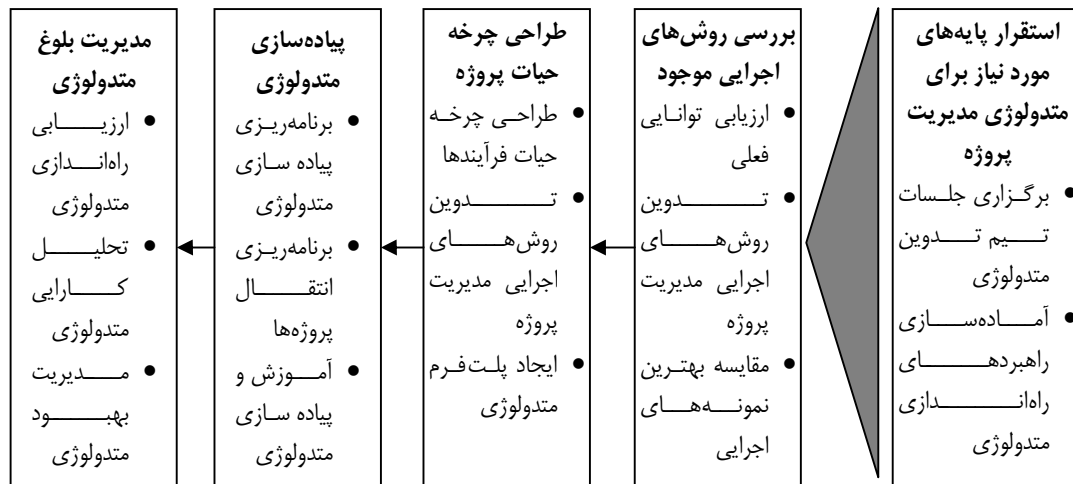 استقرار پایه‌های
مورد نیاز برای
متدولوژی مدیریت
پروژه
• برگزاری جلسات
تیم تدوین
متدولوژی
• آماده‌سازی
راهبردهای
راه‌اندازی
متدولوژی
بررسی روش‌های
اجرایی موجود
• ارزیابی توانایی
فعلی
• تدوین
روش‌های
اجرایی مدیریت
پروژه
• مقایسه بهترین
نمونه‌های
اجرایی
طراحی چرخه
حیات پروژه
• طراحی چرخه
حیات فرآیندها
• تدوین
روش‌های
اجرایی مدیریت
پروژه
• ایجاد پلت‌فرم
متدولوژی
پیاده‌سازی
متدولوژی
• برنامه‌ریزی
پیاده سازی
متدولوژی
• برنامه‌ریزی
انتقال
پروژه‌ها
• آموزش و
پیاده سازی
متدولوژی
مدیریت بلوغ
متدولوژی
• ارزیابی
راه‌اندازی
متدولوژی
• تحلیل
کارایی
متدولوژی
• مدیریت
بهبود
متدولوژی